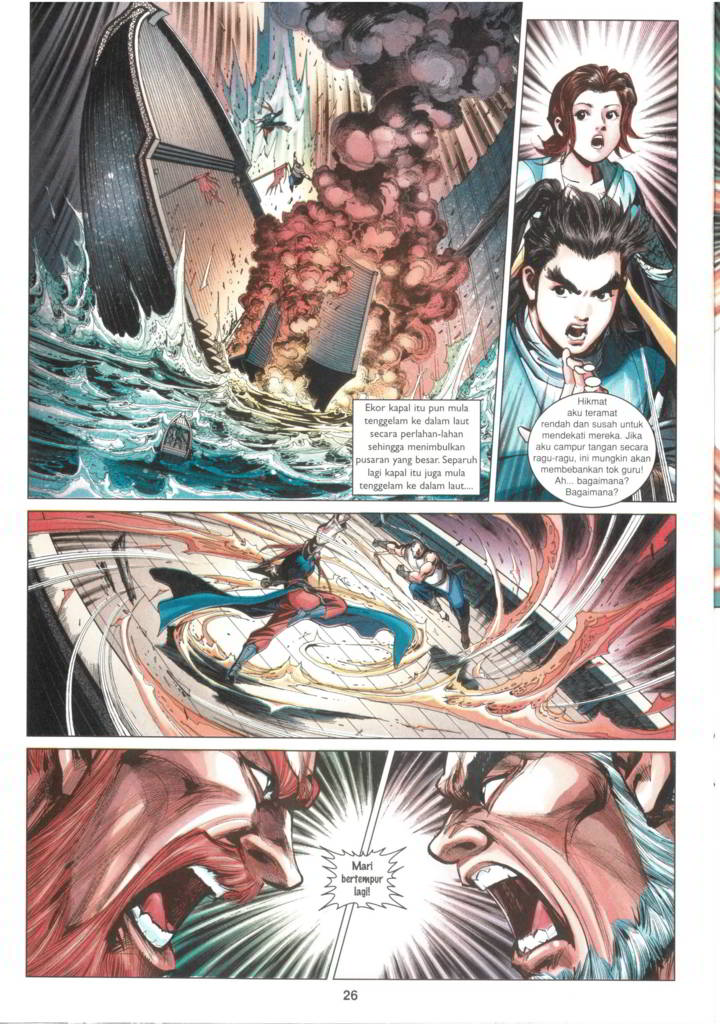 Ekor kapal itu pun mula
tenggelam ke dalam laut
secara perlahan-lahan
sehingga menimbulkan
pusaran yang besar. Separuh
lagi kapal itu juga mula
tenggelam ke dalam laut....
Hikmat
aku teramat
rendah dan susah untuk
mendekati mereka. Jika
aku campur tangan secara
ragu-ragu, ini mungkin akan
membebankan tok guru!
Ah... bagaimana?
Bagaimana?
Mari
bertempur
lagi!
26